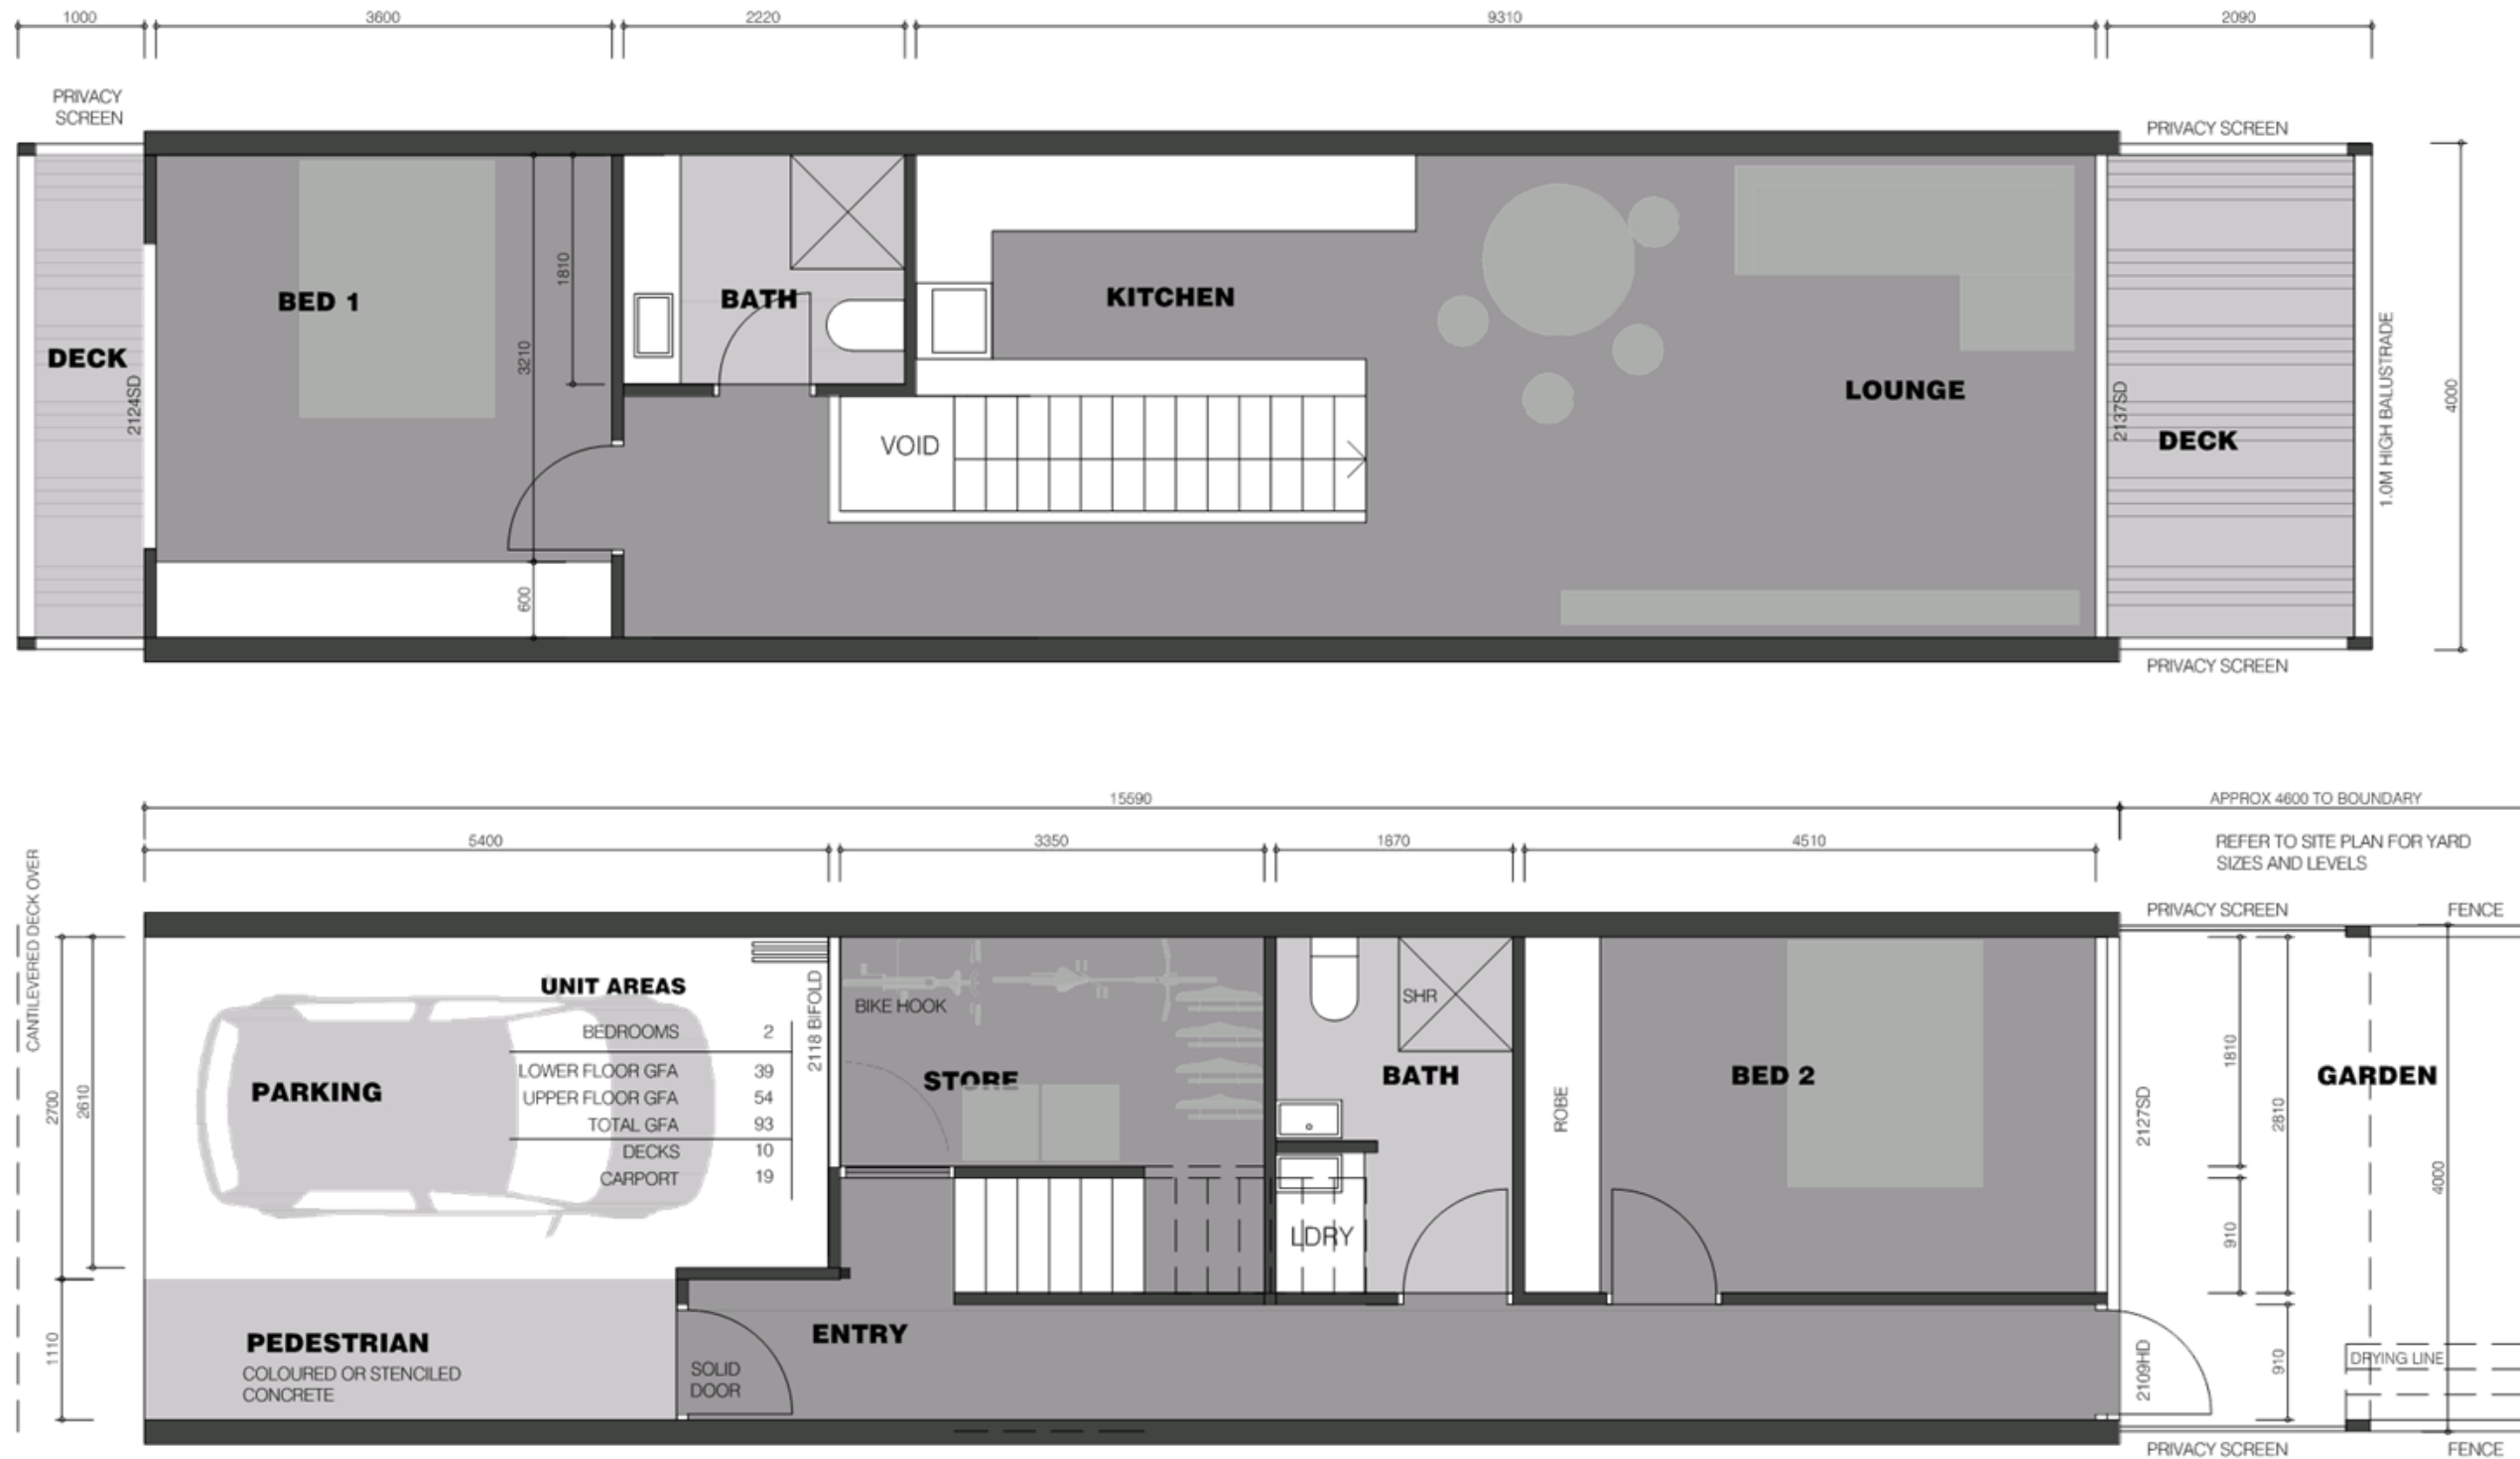 1000
3600
2220
9310
2090
PRIVACY
SCREEN
PRIVACY SCREEN
BED 1
1810
BATH
KITCHEN
3210
DECK
2124SD
LOUNGE
2137SD
DECK
1.0M HIGH BALUSTRADE
4000
VOID
600
PRIVACY SCREEN
15590
APPROX 4600 TO BOUNDARY
5400
3350
1870
4510
REFER TO SITE PLAN FOR YARD
SIZES AND LEVELS
CANTILEVERED DECK OVER
PRIVACY SCREEN
FENCE
UNIT AREAS
BEDROOMS 2
LOWER FLOOR GFA 39
UPPER FLOOR GFA 54
TOTAL GFA 93
DECKS 10
CARPORT 19
2118 BIFOLD
BIKE HOOK
SHR
PARKING
STORE
BATH
BED 2
GARDEN
2700
2610
ROBE
2127SD
1810
2810
4000
910
LDRY
PEDESTRIAN
COLOURED OR STENCILED
CONCRETE
1110
ENTRY
SOLID
DOOR
2109HD
910
DRYING LINE
PRIVACY SCREEN
FENCE